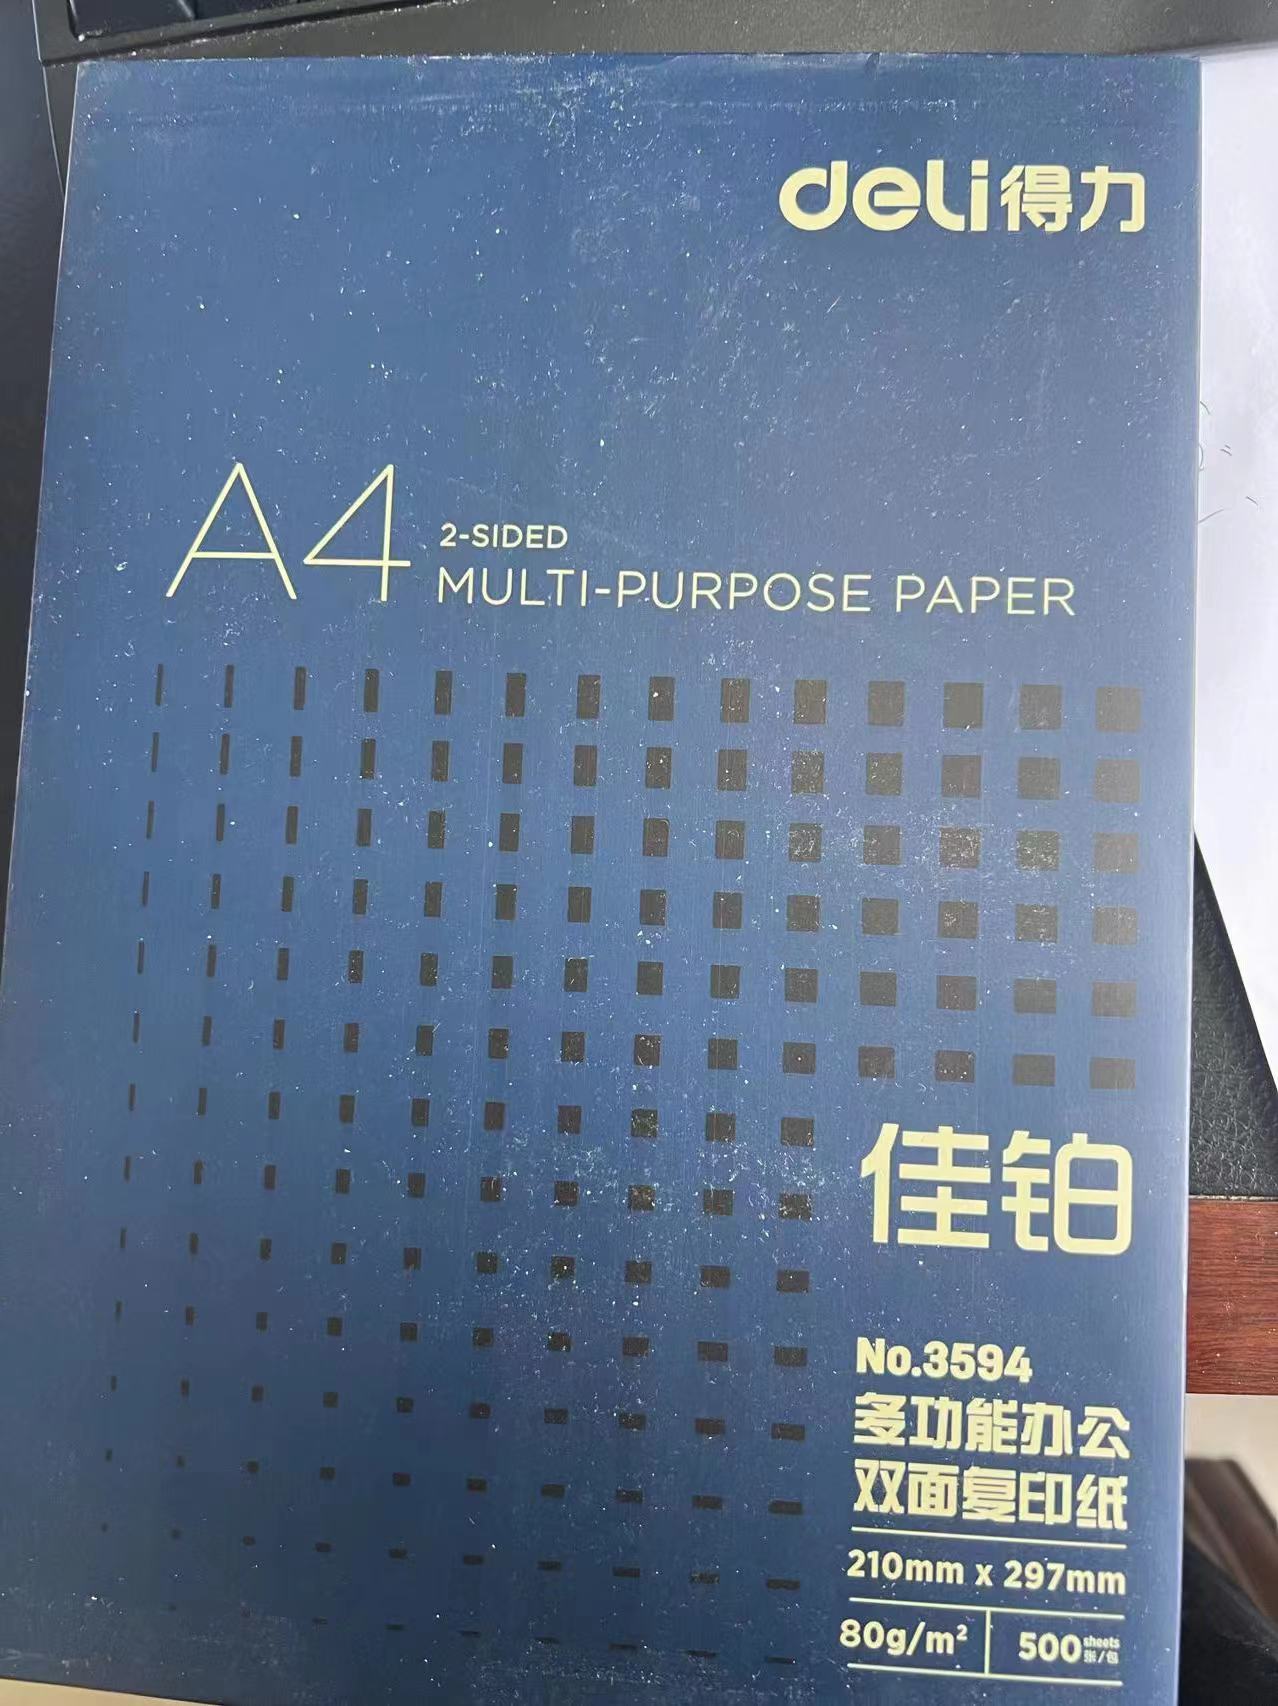 deli得力
A4
2-SIDED
MULTI-PURPOSE PAPER
佳铂
No.3594
多功能办公
双面复印纸
210mm x 297mm
80g/m² 500 sheets 张/包